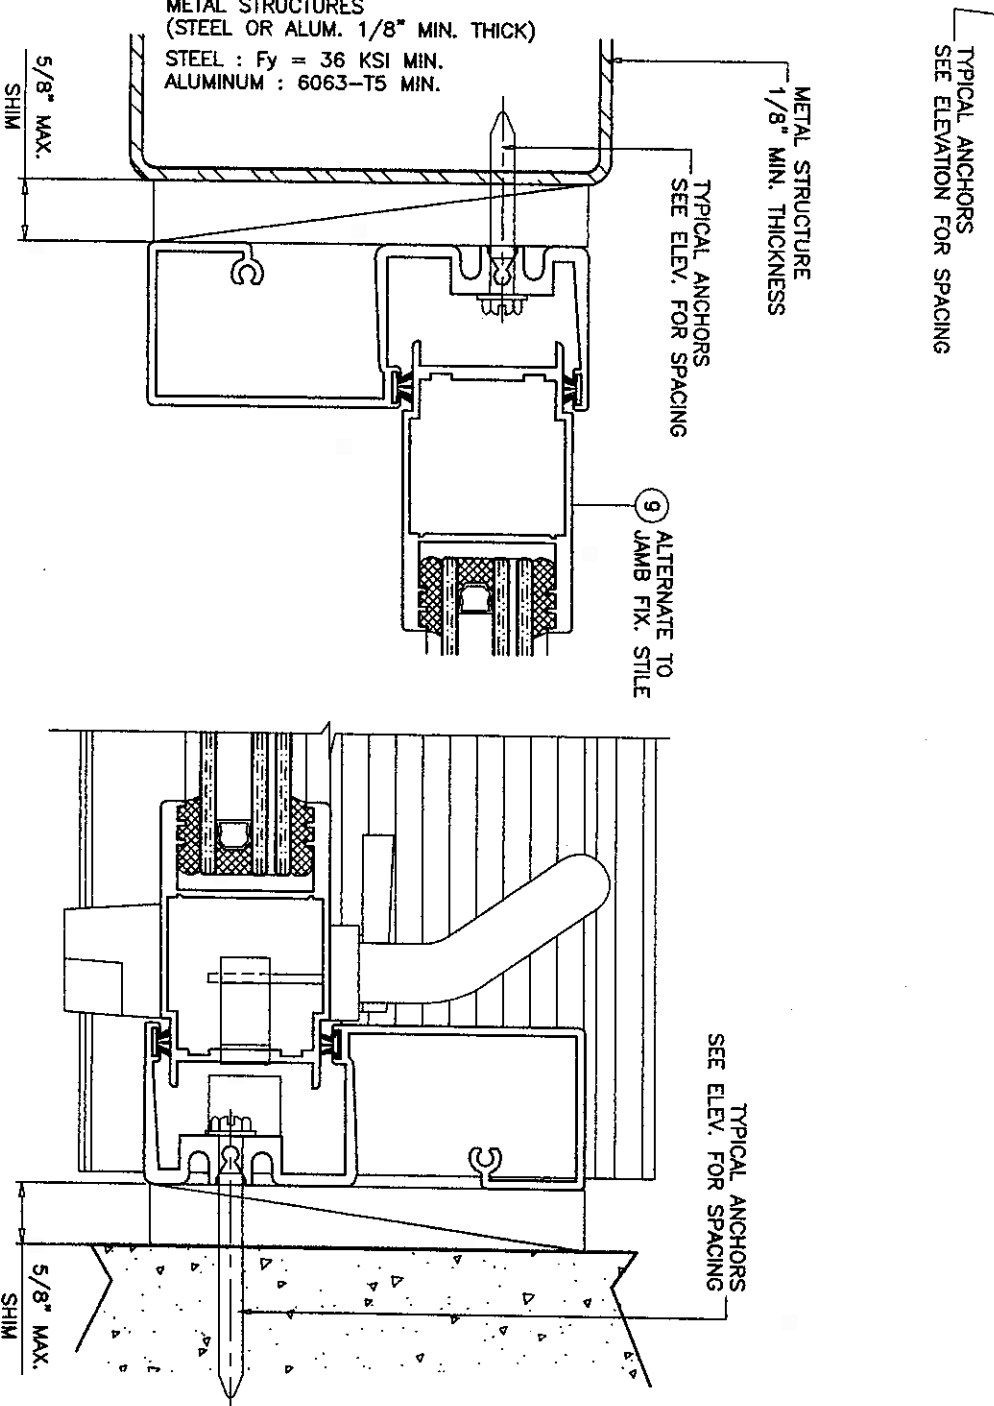 METAL STRUCTURES
(STEEL OR ALUM. 1/8" MIN. THICK)
STEEL : Fy = 36 KSI MIN.
ALUMINUM : 6063-T5 MIN.
TYPICAL ANCHORS
SEE ELEVATION FOR SPACING
METAL STRUCTURE
1/8" MIN. THICKNESS
TYPICAL ANCHORS
SEE ELEV. FOR SPACING
5/8" MAX.
SHIM
9 ALTERNATE TO
JAMB FIX. STILE
TYPICAL ANCHORS
SEE ELEV. FOR SPACING
5/8" MAX.
SHIM